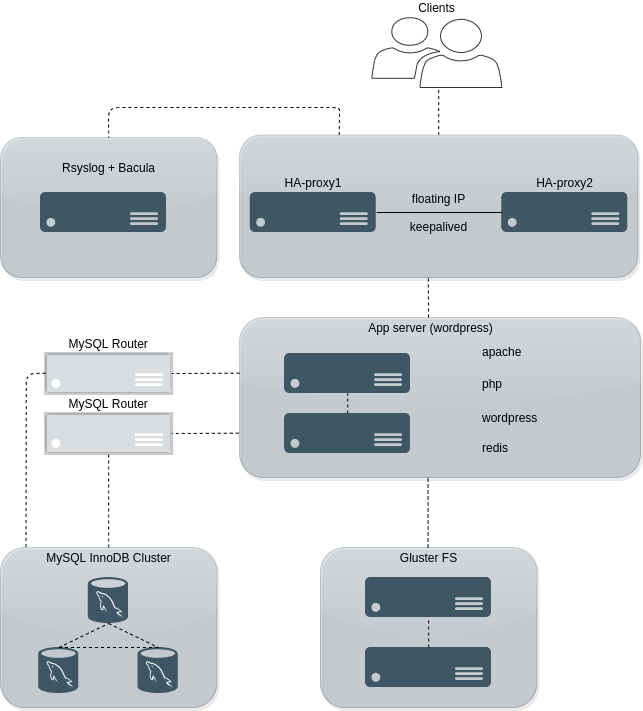 Clients
Rsyslog + Bacula
HA-proxy1
floating IP
keepalived
HA-proxy2
App server (wordpress)
apache
php
wordpress
redis
MySQL Router
MySQL Router
MySQL InnoDB Cluster
Gluster FS